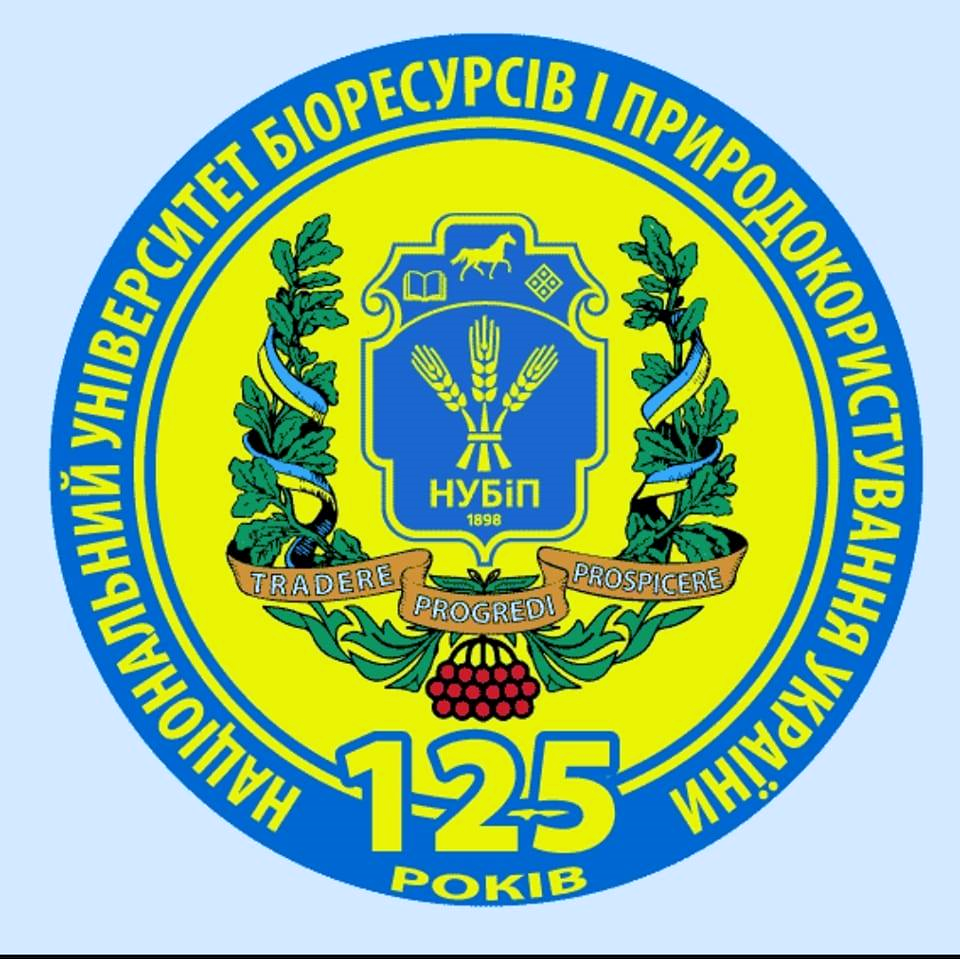 НАЦІОНАЛЬНИЙ УНІВЕРСИТЕТ БІОРЕСУРСІВ І ПРИРОДОКОРИСТУВАННЯ УКРАЇНИ
НУБіП
1898
TRADERE
PROGREDI
PROSPICERE
125
РОКІВ